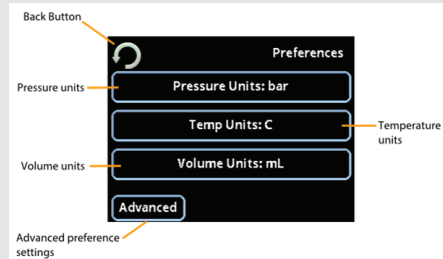 Back Button
Preferences
Pressure units
Pressure Units: bar
Temp Units: C
Temperature
units
Volume units
Volume Units: mL
Advanced
Advanced preference
settings